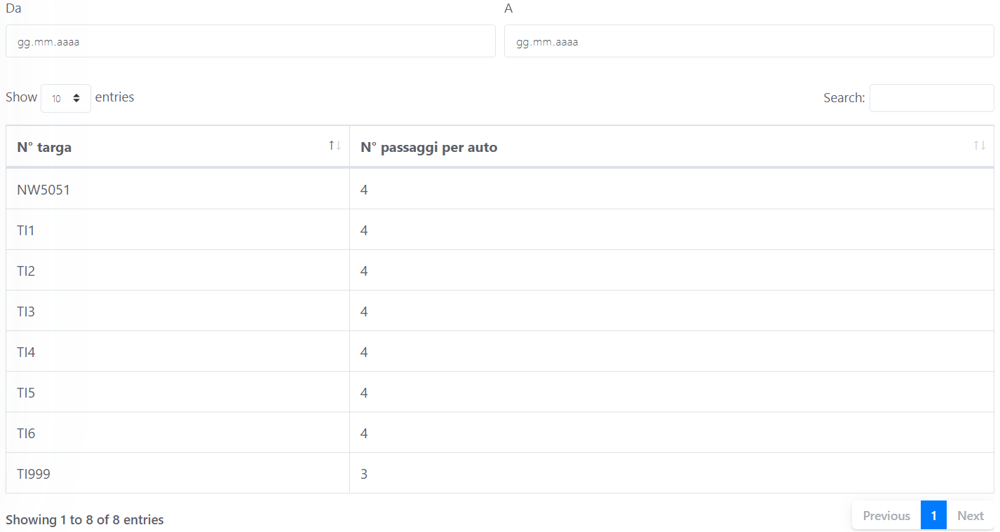 Da A
gg.mm.aaaa gg.mm.aaaa
Show 10 entries Search:
N° targa N° passaggi per auto
NW5051 4
TI1 4
TI2 4
TI3 4
TI4 4
TI5 4
TI6 4
TI999 3
Showing 1 to 8 of 8 entries Previous 1 Next